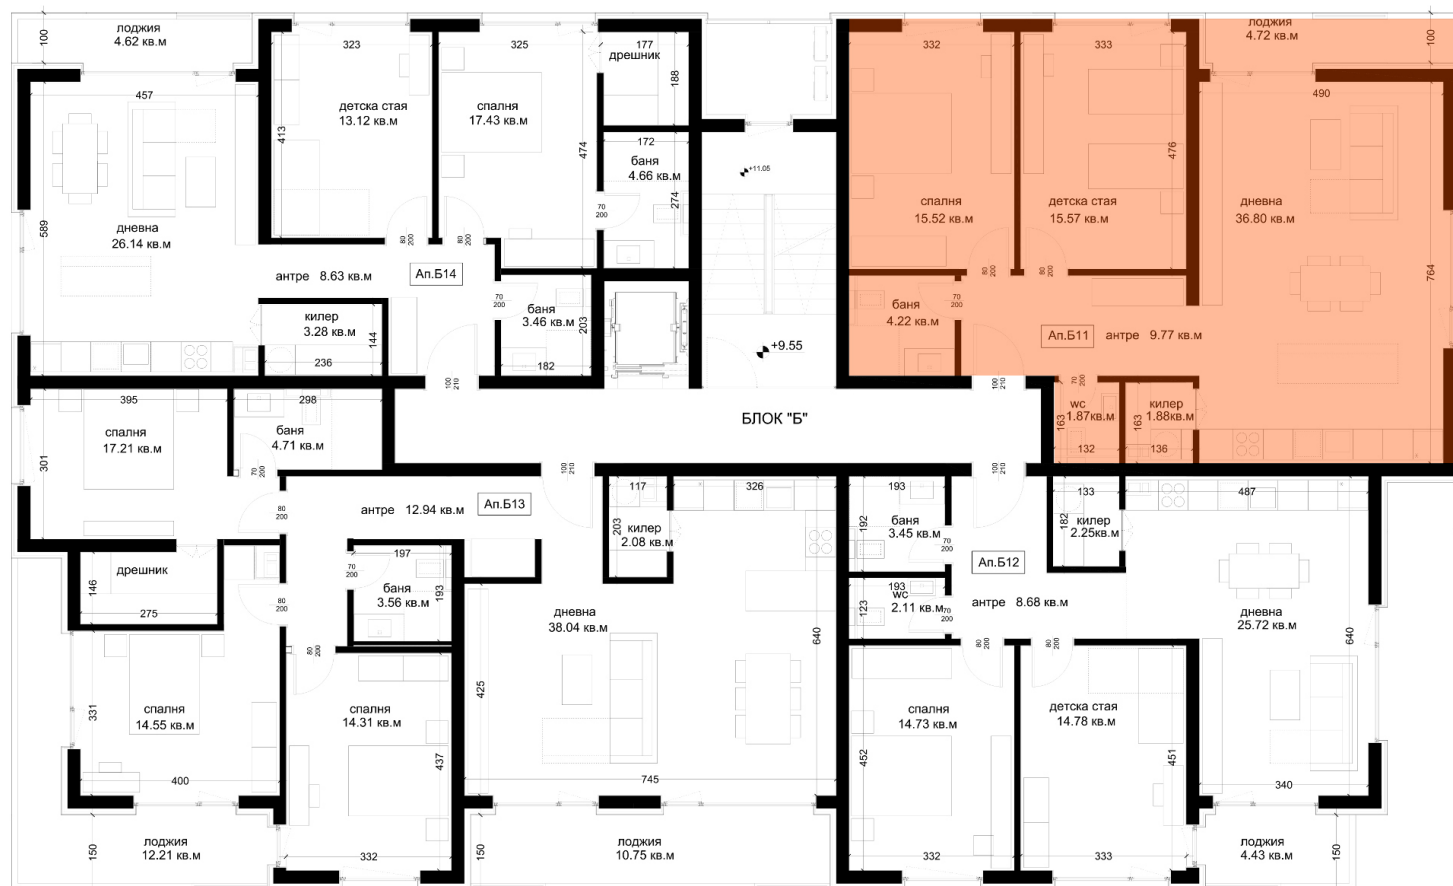 лоджия
4.62 кв.м
100
323
325
177
дрешник
188
332
333
лоджия
4.72 кв.м
100
457
детска стая
13.12 кв.м
413
спалня
17.43 кв.м
474
172
баня
4.66 кв.м
274
70
200
+11.05
спалня
15.52 кв.м
детска стая
15.57 кв.м
476
490
дневна
36.80 кв.м
764
589
дневна
26.14 кв.м
80
200
80
200
80
200
80
200
антре 8.63 кв.м
Ап.Б14
70
200
баня
3.46 кв.м
203
182
килер
3.28 кв.м
144
236
+9.55
баня
4.22 кв.м
70
200
Ап.Б11
антре 9.77 кв.м
100
210
100
210
70
200
wc
1.87кв.м
163
132
килер
1.88кв.м
163
136
395
298
спалня
17.21 кв.м
301
баня
4.71 кв.м
70
200
БЛОК "Б"
100
210
100
210
80
200
антре 12.94 кв.м
Ап.Б13
117
203
килер
2.08 кв.м
326
193
192
баня
3.45 кв.м
70
200
133
182
килер
2.25кв.м
487
Ап.Б12
дрешник
146
275
70
200
197
баня
3.56 кв.м
193
80
200
80
200
дневна
38.04 кв.м
640
425
745
193
wc
2.11 кв.м
123
70
200
антре 8.68 кв.м
80
200
80
200
дневна
25.72 кв.м
640
340
331
спалня
14.55 кв.м
400
спалня
14.31 кв.м
437
332
спалня
14.73 кв.м
452
332
детска стая
14.78 кв.м
451
333
150
лоджия
12.21 кв.м
150
лоджия
10.75 кв.м
лоджия
4.43 кв.м
150